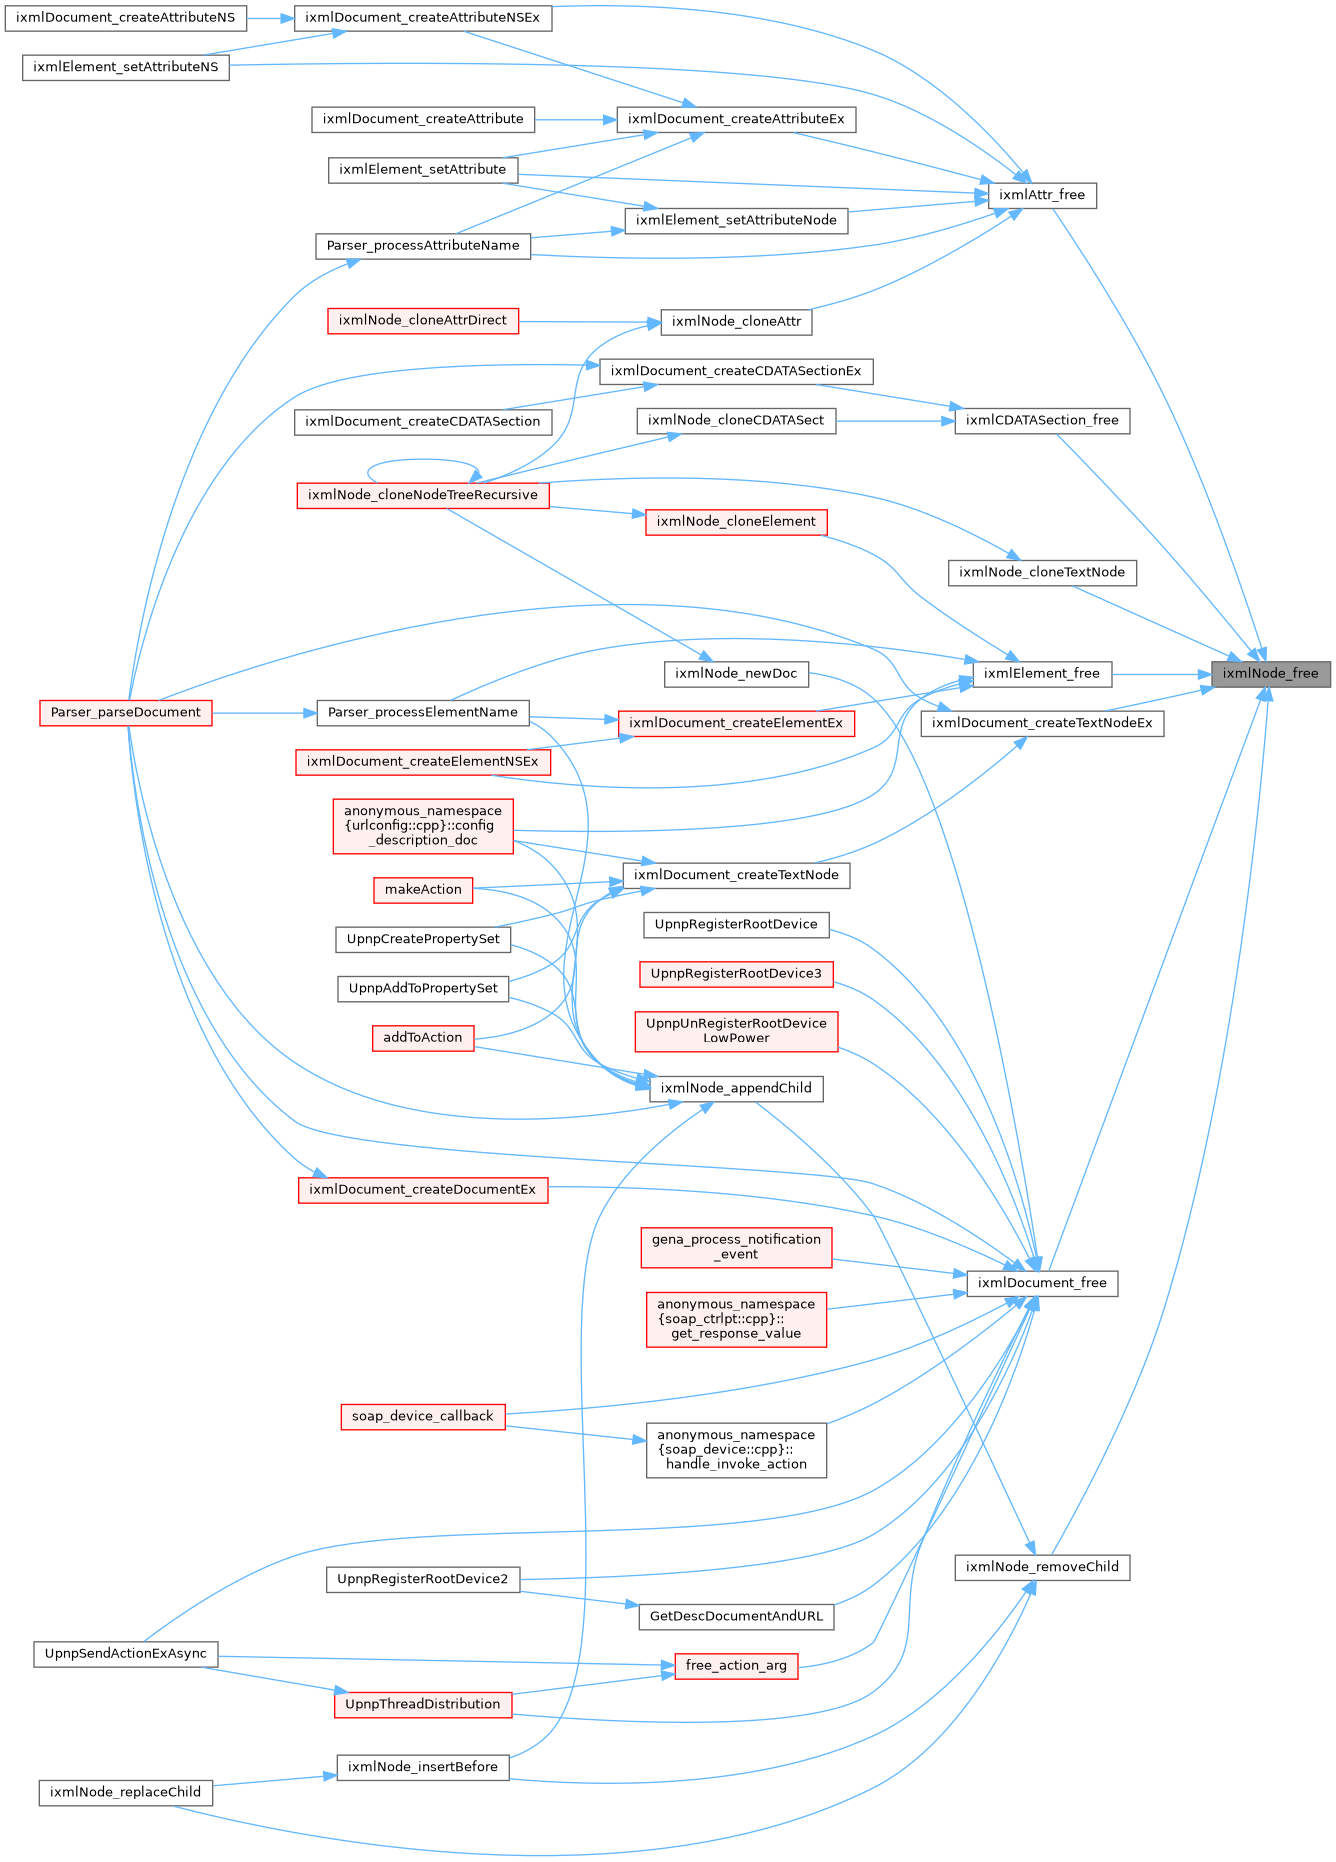 ixmlDocument_createAttributeNS
ixmlDocument_createAttributeNSEx
ixmlElement_setAttributeNS
ixmlDocument_createAttribute
ixmlDocument_createAttributeEx
ixmlElement_setAttribute
ixmlAttr_free
ixmlElement_setAttributeNode
Parser_processAttributeName
ixmlNode_cloneAttrDirect
ixmlNode_cloneAttr
ixmlDocument_createCDATASectionEx
ixmlDocument_createCDATASection
ixmlNode_cloneCDATASect
ixmlCDATASection_free
ixmlNode_cloneNodeTreeRecursive
ixmlNode_cloneElement
ixmlNode_cloneTextNode
ixmlNode_newDoc
ixmlElement_free
ixmlNode_free
Parser_parseDocument
Parser_processElementName
ixmlDocument_createElementEx
ixmlDocument_createTextNodeEx
ixmlDocument_createElementNSEx
anonymous_namespace
{urlconfig::cpp}::config
_description_doc
makeAction
ixmlDocument_createTextNode
UpnpCreatePropertySet
UpnpRegisterRootDevice
UpnpAddToPropertySet
UpnpRegisterRootDevice3
addToAction
UpnpUnRegisterRootDevice
LowPower
ixmlNode_appendChild
ixmlDocument_createDocumentEx
gena_process_notification
_event
ixmlDocument_free
anonymous_namespace
{soap_ctrlpt::cpp}::
get_response_value
soap_device_callback
anonymous_namespace
{soap_device::cpp}::
handle_invoke_action
UpnpRegisterRootDevice2
ixmlNode_removeChild
GetDescDocumentAndURL
UpnpSendActionExAsync
free_action_arg
UpnpThreadDistribution
ixmlNode_insertBefore
ixmlNode_replaceChild